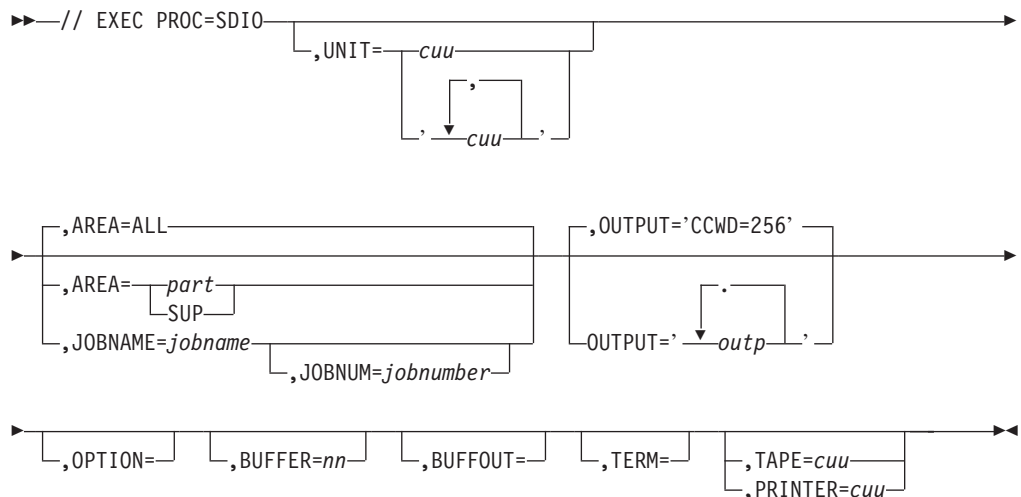 // EXEC PROC=SDIO
,UNIT= cuu
,
’ cuu ’
,AREA=ALL ,OUTPUT=’CCWD=256’
,AREA= part .
SUP
,JOBNAME=jobname OUTPUT=’ outp ’
,JOBNUM=jobnumber
,OPTION= ,BUFFER=nn ,BUFFOUT= ,TERM= ,TAPE=cuu
,PRINTER=cuu